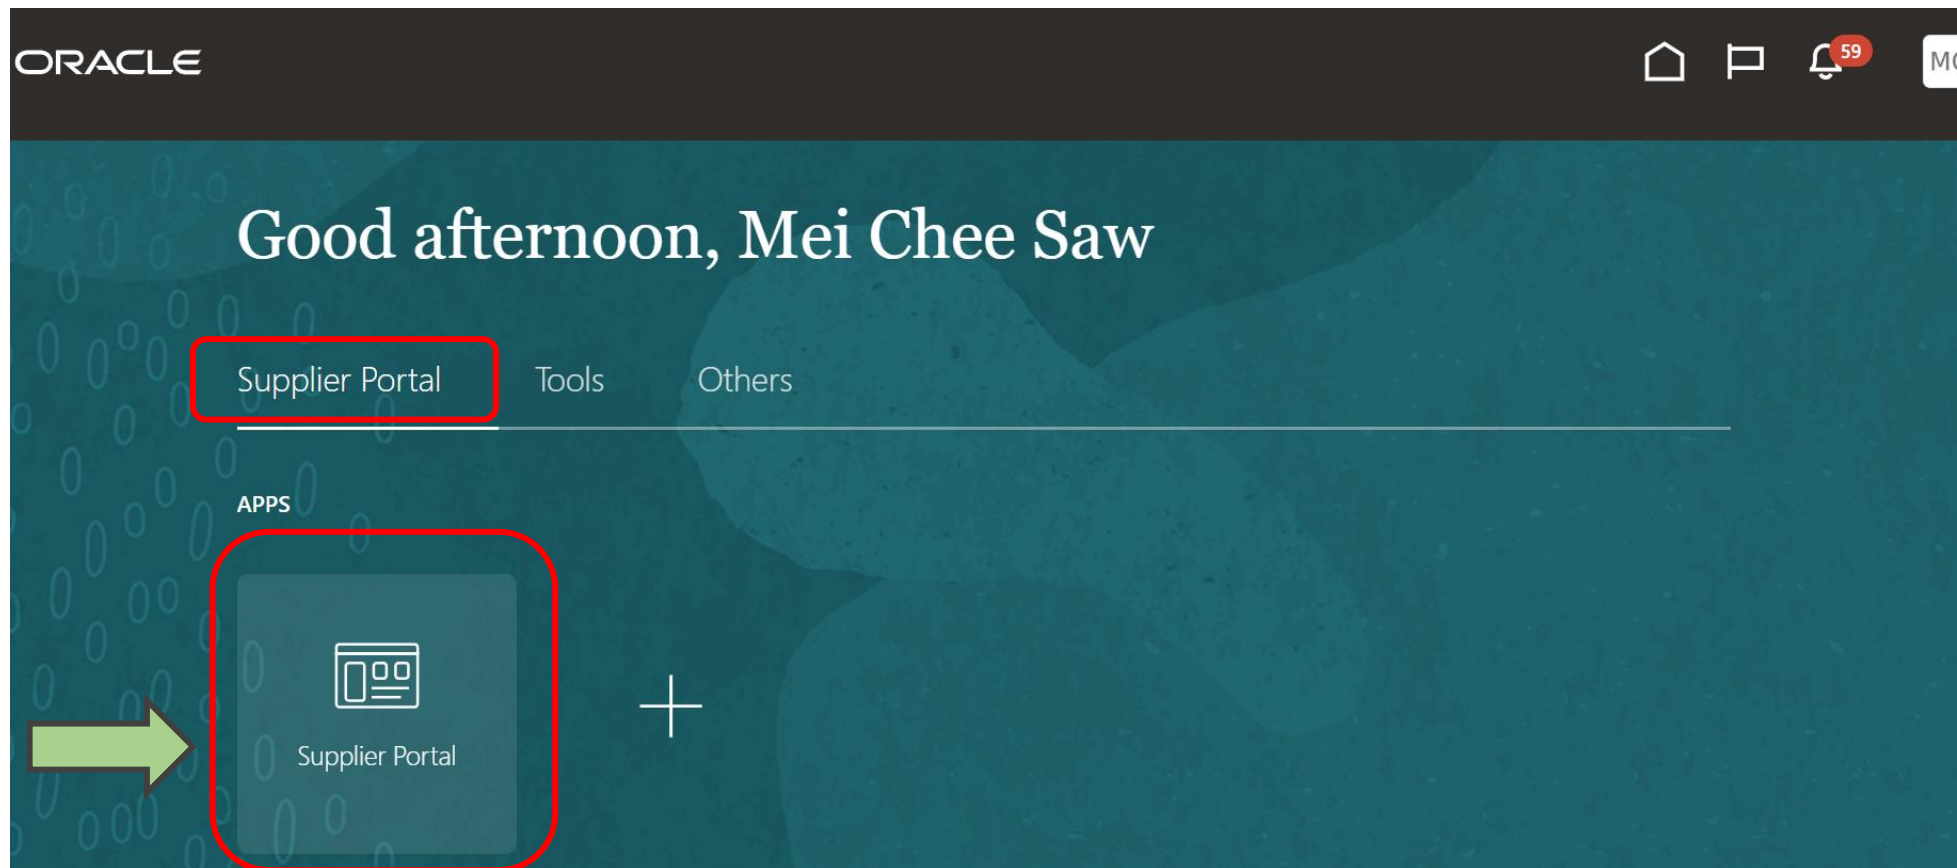 ORACLE
59
Good afternoon, Mei Chee Saw
Supplier Portal
Tools
Others
APPS
Supplier Portal